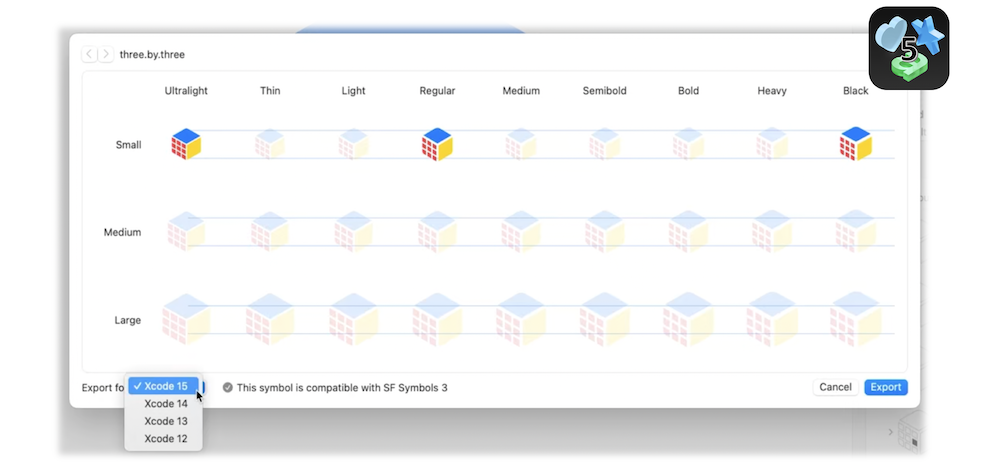 5
three.by.three
Ultralight Thin Light Regular Medium Semibold Bold Heavy Black
Small
Medium
Large
Export fo ✓ Xcode 15 This symbol is compatible with SF Symbols 3 Cancel Export
Xcode 14
Xcode 13
Xcode 12